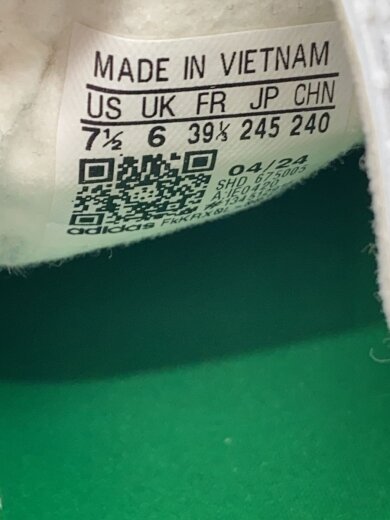 MADE IN VIETNAM
US UK FR JP CHN
7½ 6 39⅓ 245 240
04/24
SHD 675005
adidas